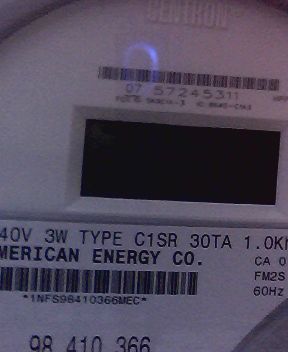 CENTRON
07 57245311
40V 3W TYPE C1SR 30TA 1.0K
MERICAN ENERGY CO.
CA 0
FM2S
60Hz
*1NFS98410366MEC*
98 410 366